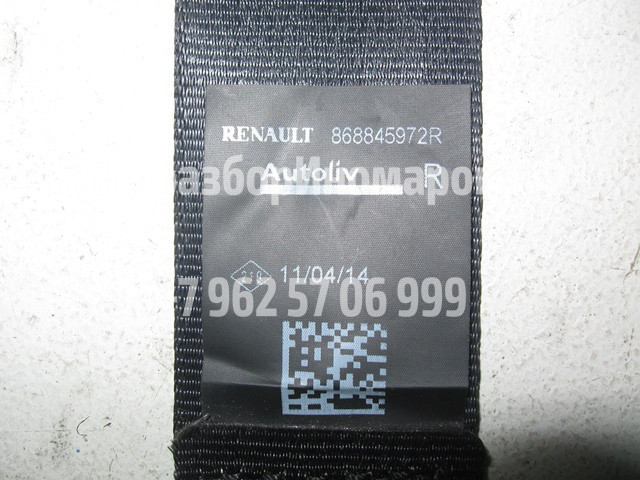 RENAULT 868845972R
Autoliv R
РазборИномарок
11/04/14
7 962 57 06 999